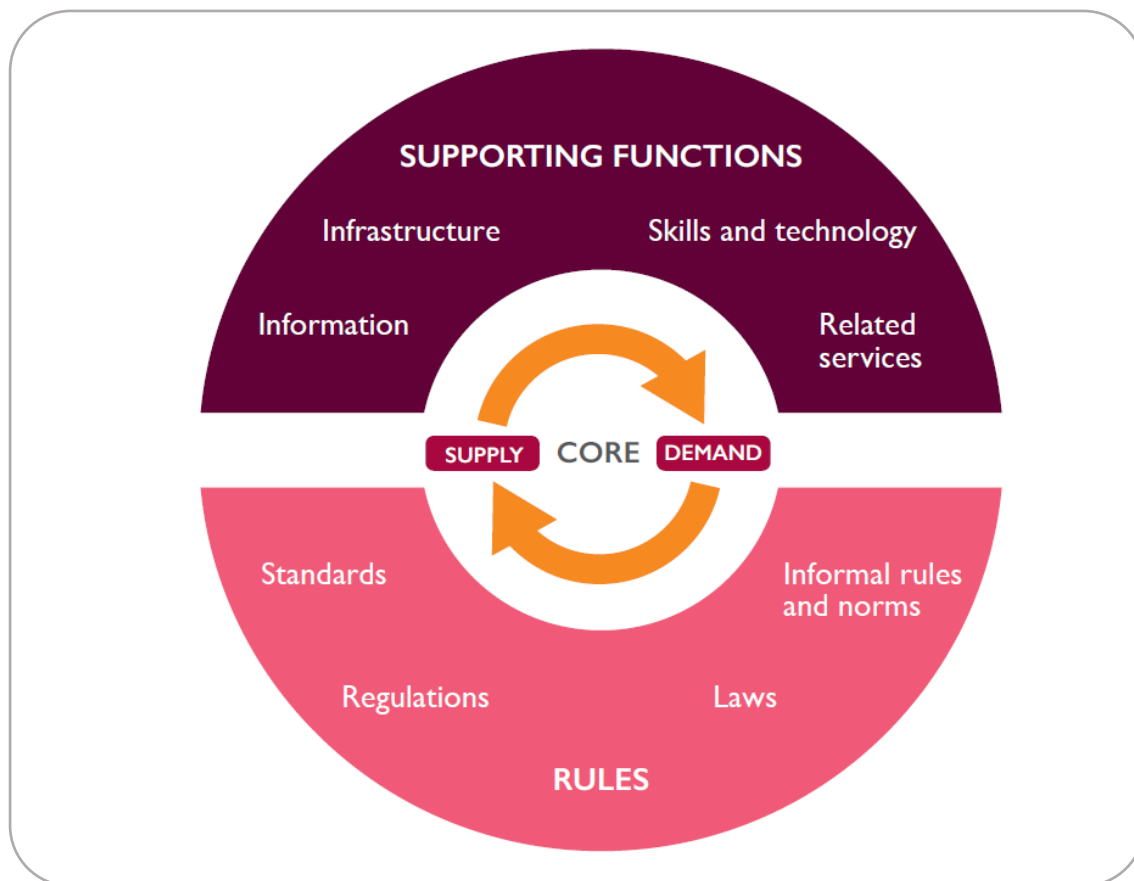 SUPPORTING FUNCTIONS
Infrastructure
Skills and technology
Information
Related
services
SUPPLY
CORE
DEMAND
Standards
Informal rules
and norms
Regulations
Laws
RULES